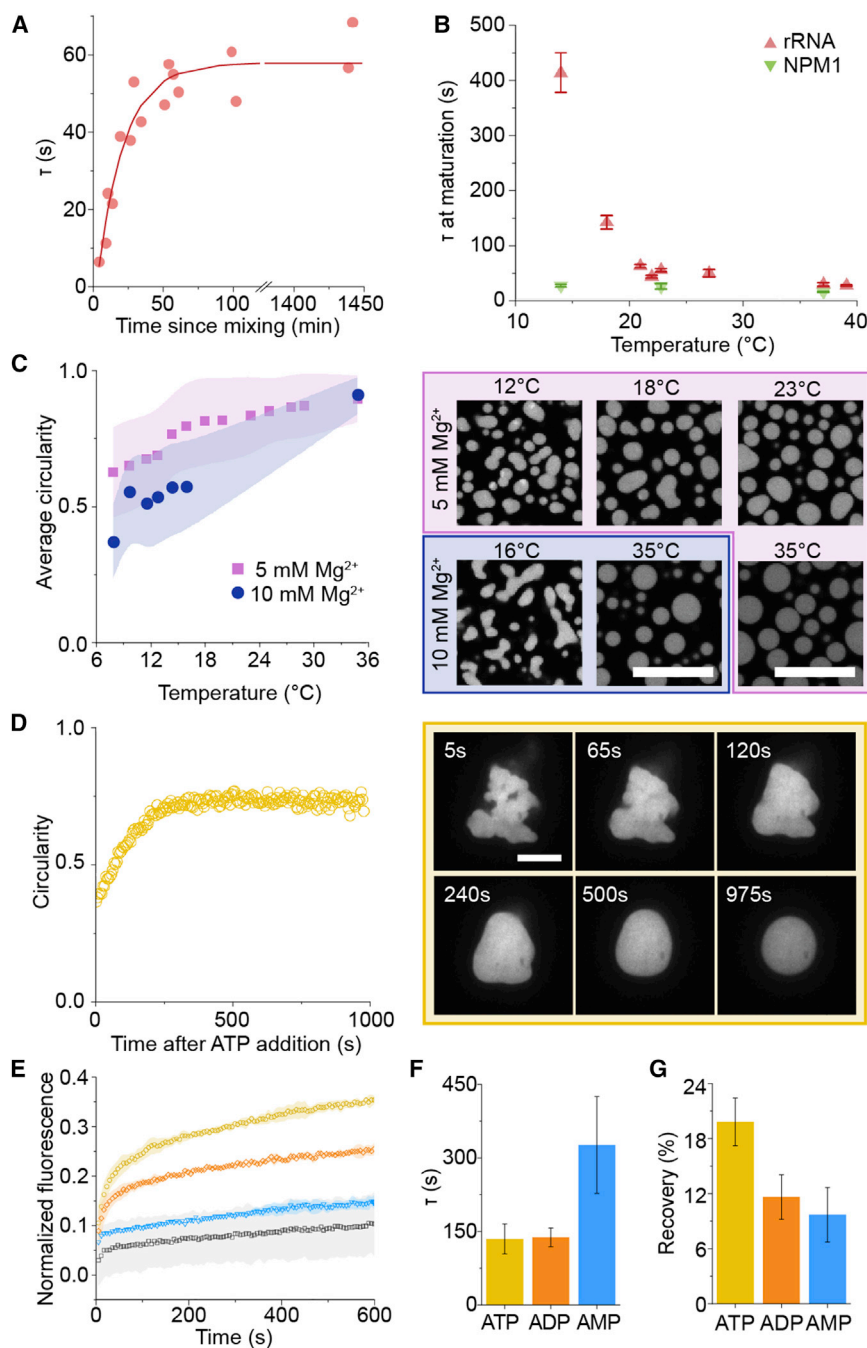 A
τ (s)
80
60
40
20
0
0
50
100
1400
1450
Time since mixing (min)
B
τ at maturation (s)
500
400
300
200
100
50
0
10
20
30
40
Temperature (°C)
rRNA
NPM1
C
Average circularity
1.0
0.5
0.0
6
12
18
24
30
36
Temperature (°C)
5 mM Mg²⁺
10 mM Mg²⁺
12°C
18°C
23°C
5 mM Mg²⁺
16°C
35°C
35°C
10 mM Mg²⁺
D
Circularity
1.0
0.5
0.0
0
500
1000
Time after ATP addition (s)
5s
65s
120s
240s
500s
975s
E
Normalized fluorescence
0.4
0.3
0.2
0.1
0.0
0
200
400
600
Time (s)
F
τ (s)
450
300
150
0
ATP ADP AMP
G
Recovery (%)
24
18
12
6
0
ATP ADP AMP